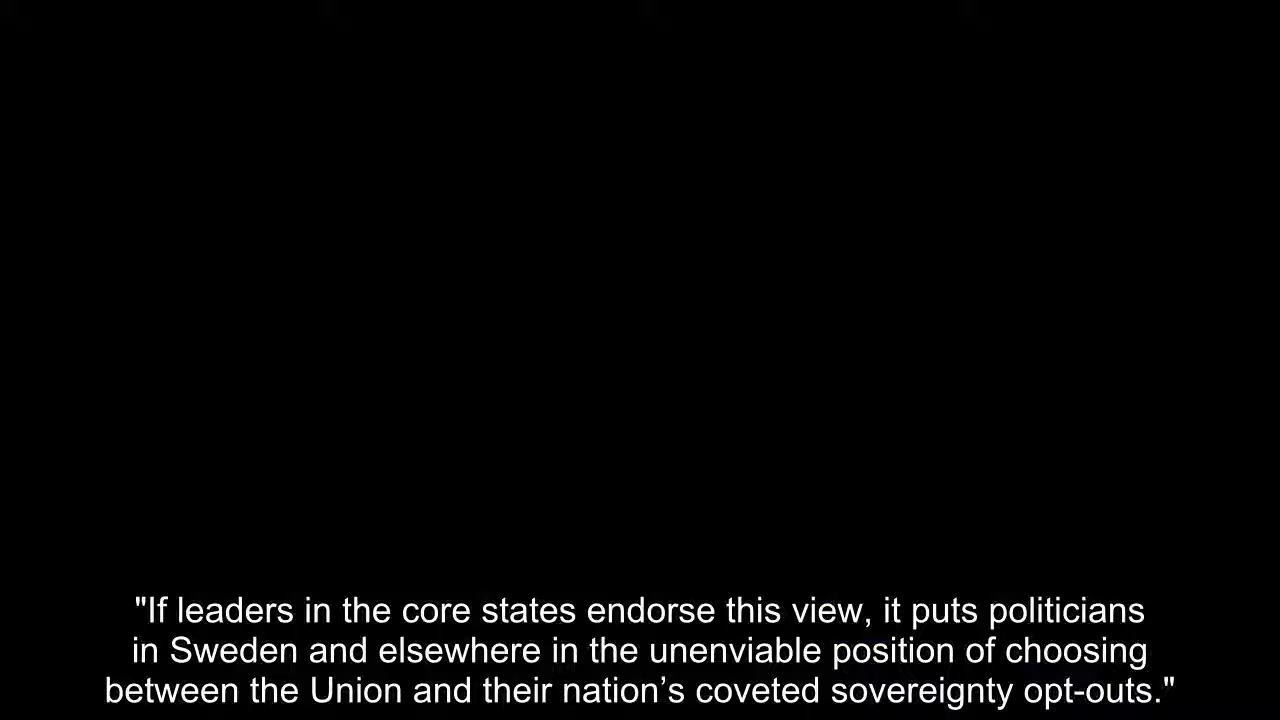 "If leaders in the core states endorse this view, it puts politicians
in Sweden and elsewhere in the unenviable position of choosing
between the Union and their nation’s coveted sovereignty opt-outs."